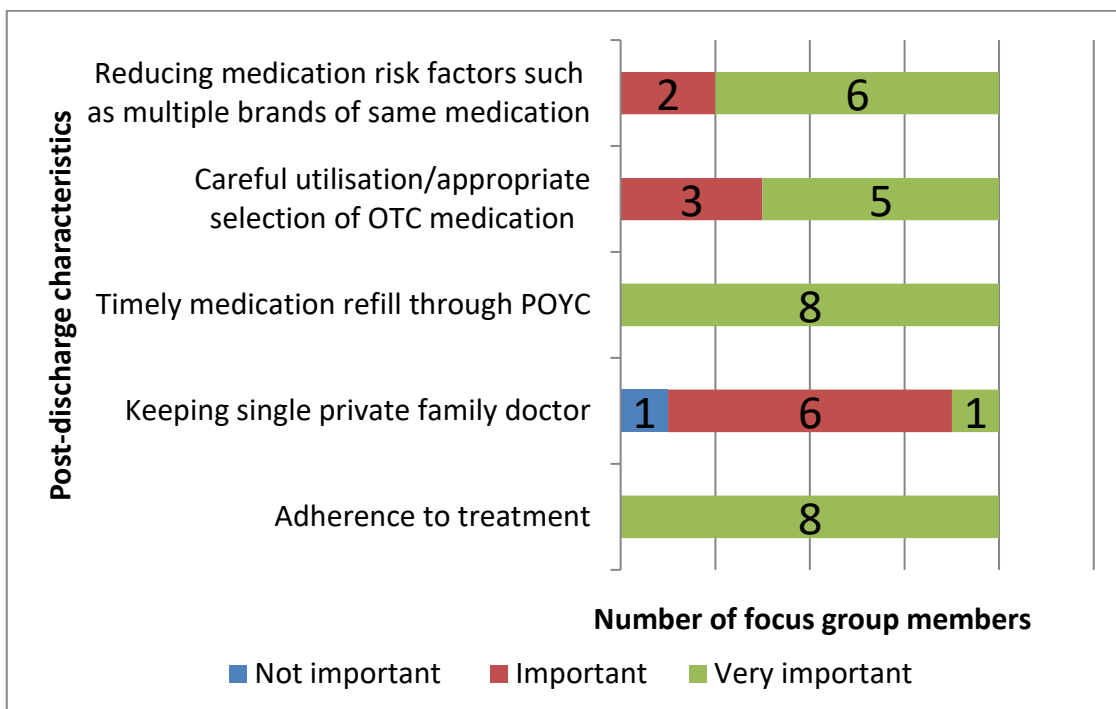 Post-discharge characteristics
Reducing medication risk factors such
as multiple brands of same medication
2 6
Careful utilisation/appropriate
selection of OTC medication
3 5
Timely medication refill through POYC
8
Keeping single private family doctor
1 6 1
Adherence to treatment
8
Number of focus group members
Not important Important Very important